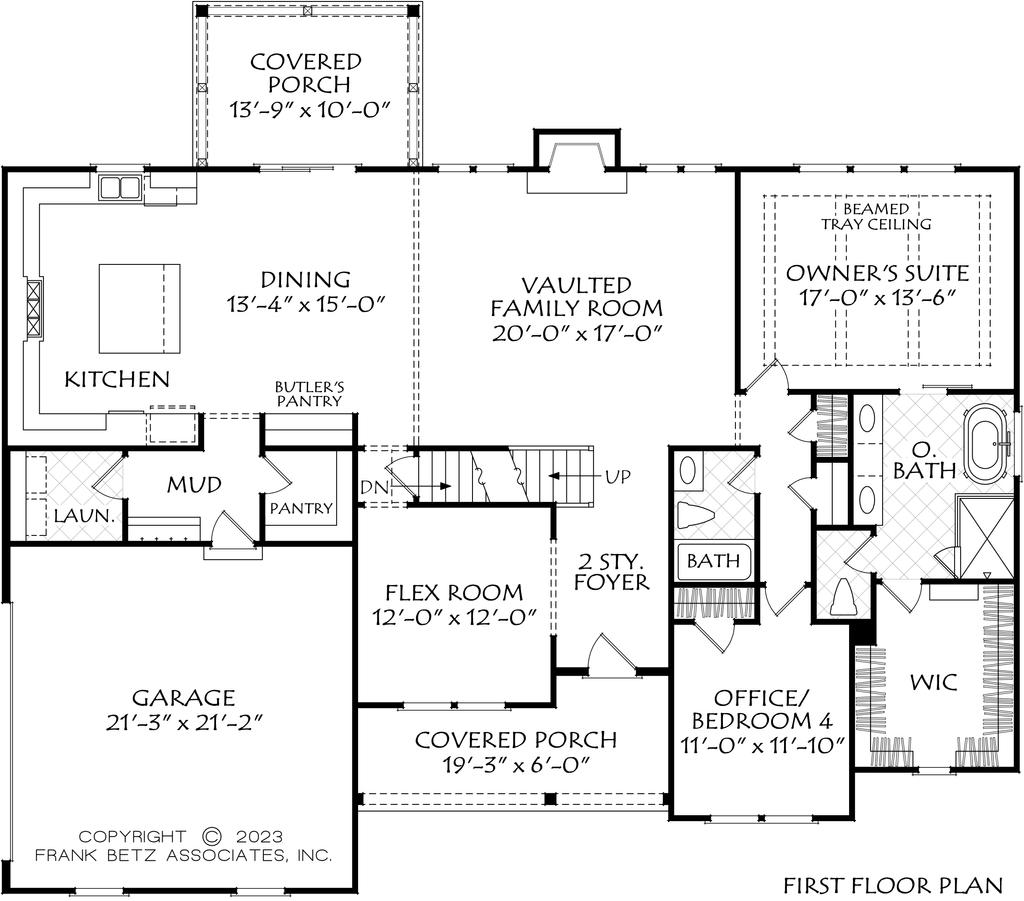 COVERED
PORCH
13'-9" x 10'-0"
BEAMED
TRAY CEILING
OWNER'S SUITE
17'-0" x 13'-6"
DINING
13'-4" x 15'-0"
VAULTED
FAMILY ROOM
20'-0" x 17'-0"
KITCHEN
BUTLER'S
PANTRY
O.
BATH
MUD
DN
UP
LAUN.
PANTRY
BATH
2 STY.
FOYER
FLEX ROOM
12'-0" x 12'-0"
WIC
GARAGE
21'-3" x 21'-2"
OFFICE/
BEDROOM 4
11'-0" x 11'-10"
COVERED PORCH
19'-3" x 6'-0"
COPYRIGHT © 2023
FRANK BETZ ASSOCIATES, INC.
FIRST FLOOR PLAN